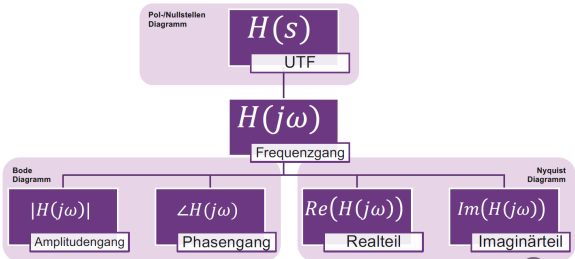 Pol-/Nullstellen
Diagramm
H(s)
UTF
H(jω)
Frequenzgang
Bode
Diagramm
Nyquist
Diagramm
|H(jω)|
Amplitudengang
∠H(jω)
Phasengang
Re(H(jω))
Realteil
Im(H(jω))
Imaginärteil